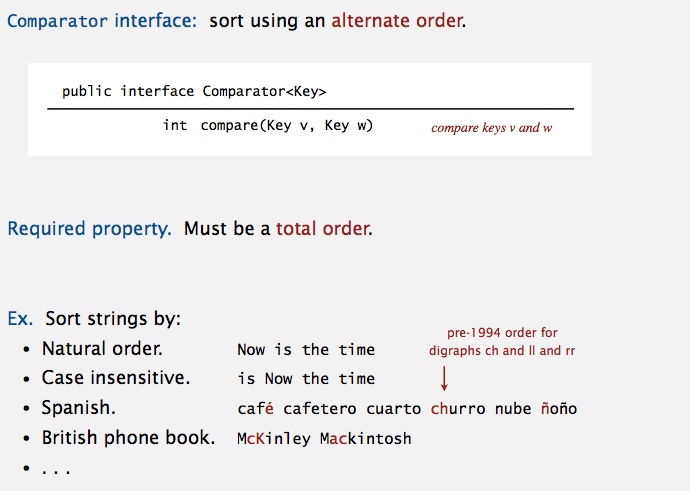 Comparator interface: sort using an alternate order.
public interface Comparator<Key>
int compare(Key v, Key w) compare keys v and w
Required property. Must be a total order.
Ex. Sort strings by:
pre-1994 order for
digraphs ch and ll and rr
• Natural order. Now is the time
• Case insensitive. is Now the time
• Spanish. café cafetero cuarto churro nube ñoño
• British phone book. McKinley Mackintosh
• . . .